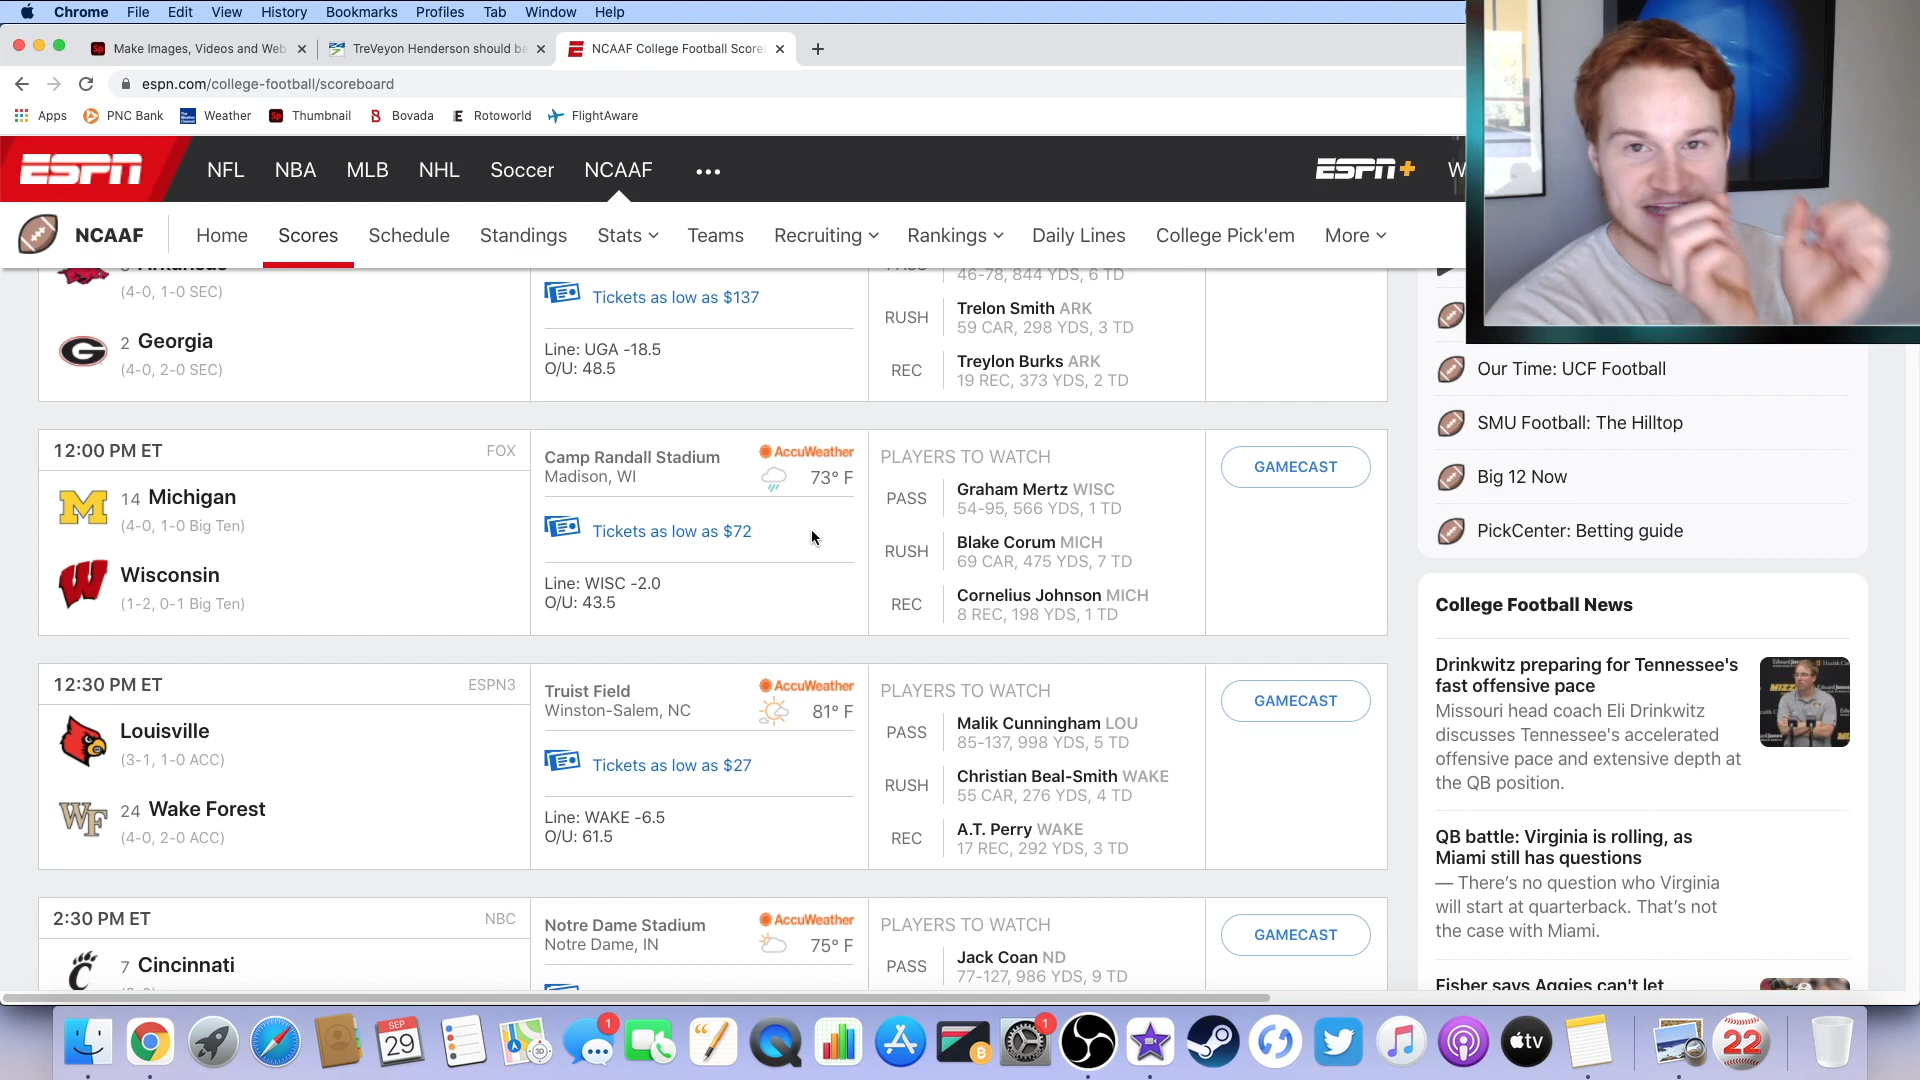 Chrome File Edit View History Bookmarks Profiles Tab Window Help
Make Images, Videos and Web
TreVeyon Henderson should be
NCAAF College Football Scores
espn.com/college-football/scoreboard
Apps PNC Bank Weather Thumbnail Bovada Rotoworld FlightAware
ESPN NFL NBA MLB NHL Soccer NCAAF ESPN+
NCAAF Home Scores Schedule Standings Stats Teams Recruiting Rankings Daily Lines College Pick'em More
Arkansas
(4-0, 1-0 SEC)
2 Georgia
(4-0, 2-0 SEC)
Tickets as low as $137
Line: UGA -18.5
O/U: 48.5
46-78, 844 YDS, 6 TD
RUSH
Trelon Smith ARK
59 CAR, 298 YDS, 3 TD
REC
Treylon Burks ARK
19 REC, 373 YDS, 2 TD
12:00 PM ET FOX
14 Michigan
(4-0, 1-0 Big Ten)
Wisconsin
(1-2, 0-1 Big Ten)
Camp Randall Stadium
Madison, WI
AccuWeather
73° F
Tickets as low as $72
Line: WISC -2.0
O/U: 43.5
PLAYERS TO WATCH
PASS
Graham Mertz WISC
54-95, 566 YDS, 1 TD
RUSH
Blake Corum MICH
69 CAR, 475 YDS, 7 TD
REC
Cornelius Johnson MICH
8 REC, 198 YDS, 1 TD
GAMECAST
12:30 PM ET ESPN3
Louisville
(3-1, 1-0 ACC)
24 Wake Forest
(4-0, 2-0 ACC)
Truist Field
Winston-Salem, NC
AccuWeather
81° F
Tickets as low as $27
Line: WAKE -6.5
O/U: 61.5
PLAYERS TO WATCH
PASS
Malik Cunningham LOU
85-137, 998 YDS, 5 TD
RUSH
Christian Beal-Smith WAKE
55 CAR, 276 YDS, 4 TD
REC
A.T. Perry WAKE
17 REC, 292 YDS, 3 TD
GAMECAST
2:30 PM ET NBC
7 Cincinnati
Notre Dame Stadium
Notre Dame, IN
AccuWeather
75° F
PLAYERS TO WATCH
PASS
Jack Coan ND
77-127, 986 YDS, 9 TD
GAMECAST
Our Time: UCF Football
SMU Football: The Hilltop
Big 12 Now
PickCenter: Betting guide
College Football News
Drinkwitz preparing for Tennessee's
fast offensive pace
Missouri head coach Eli Drinkwitz
discusses Tennessee's accelerated
offensive pace and extensive depth at
the QB position.
QB battle: Virginia is rolling, as
Miami still has questions
— There's no question who Virginia
will start at quarterback. That's not
the case with Miami.
Fisher says Aggies can't let
SEP
29
1
1
3D
tv
22